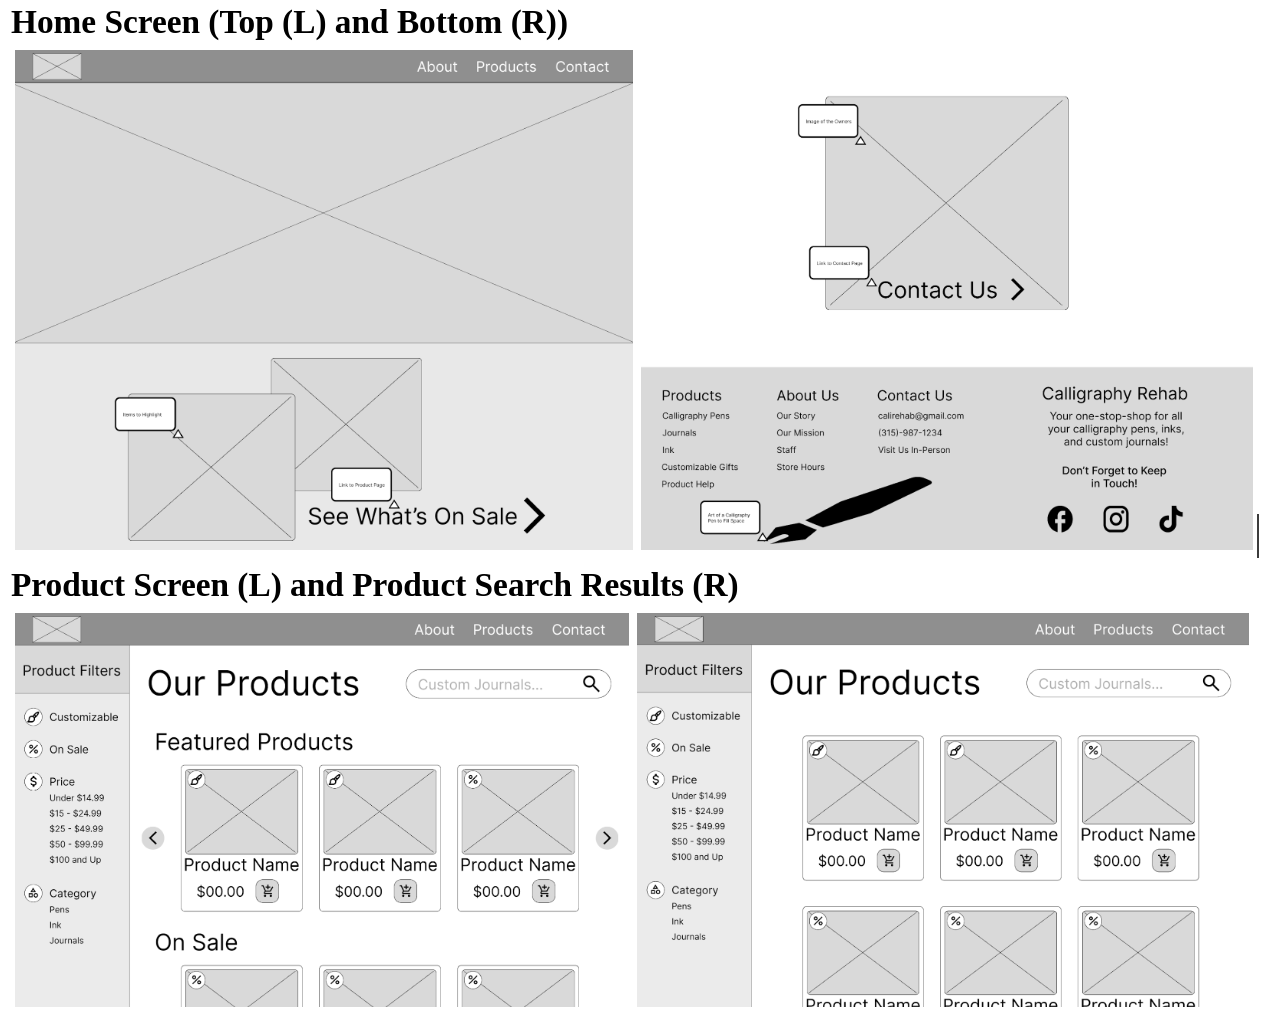 Home Screen (Top (L) and Bottom (R))
About Products Contact
Items to Highlight
Link to Product Page
See What's On Sale
Image of the Owners
Link to Contact Page
Contact Us
Products
Calligraphy Pens
Journals
Ink
Customizable Gifts
Product Help
About Us
Our Story
Our Mission
Staff
Store Hours
Contact Us
calirehab@gmail.com
(315)-987-1234
Visit Us In-Person
Art of a Calligraphy
Pen to Fill Space
Calligraphy Rehab
Your one-stop-shop for all
your calligraphy pens, inks,
and custom journals!
Don't Forget to Keep
in Touch!
Product Screen (L) and Product Search Results (R)
About Products Contact
Product Filters
Customizable
On Sale
Price
Under $14.99
$15 - $24.99
$25 - $49.99
$50 - $99.99
$100 and Up
Category
Pens
Ink
Journals
Our Products
Custom Journals...
Featured Products
Product Name Product Name Product Name
$00.00 $00.00 $00.00
On Sale
About Products Contact
Product Filters
Customizable
On Sale
Price
Under $14.99
$15 - $24.99
$25 - $49.99
$50 - $99.99
$100 and Up
Category
Pens
Ink
Journals
Our Products
Custom Journals...
Product Name Product Name Product Name
$00.00 $00.00 $00.00
Product Name Product Name Product Name